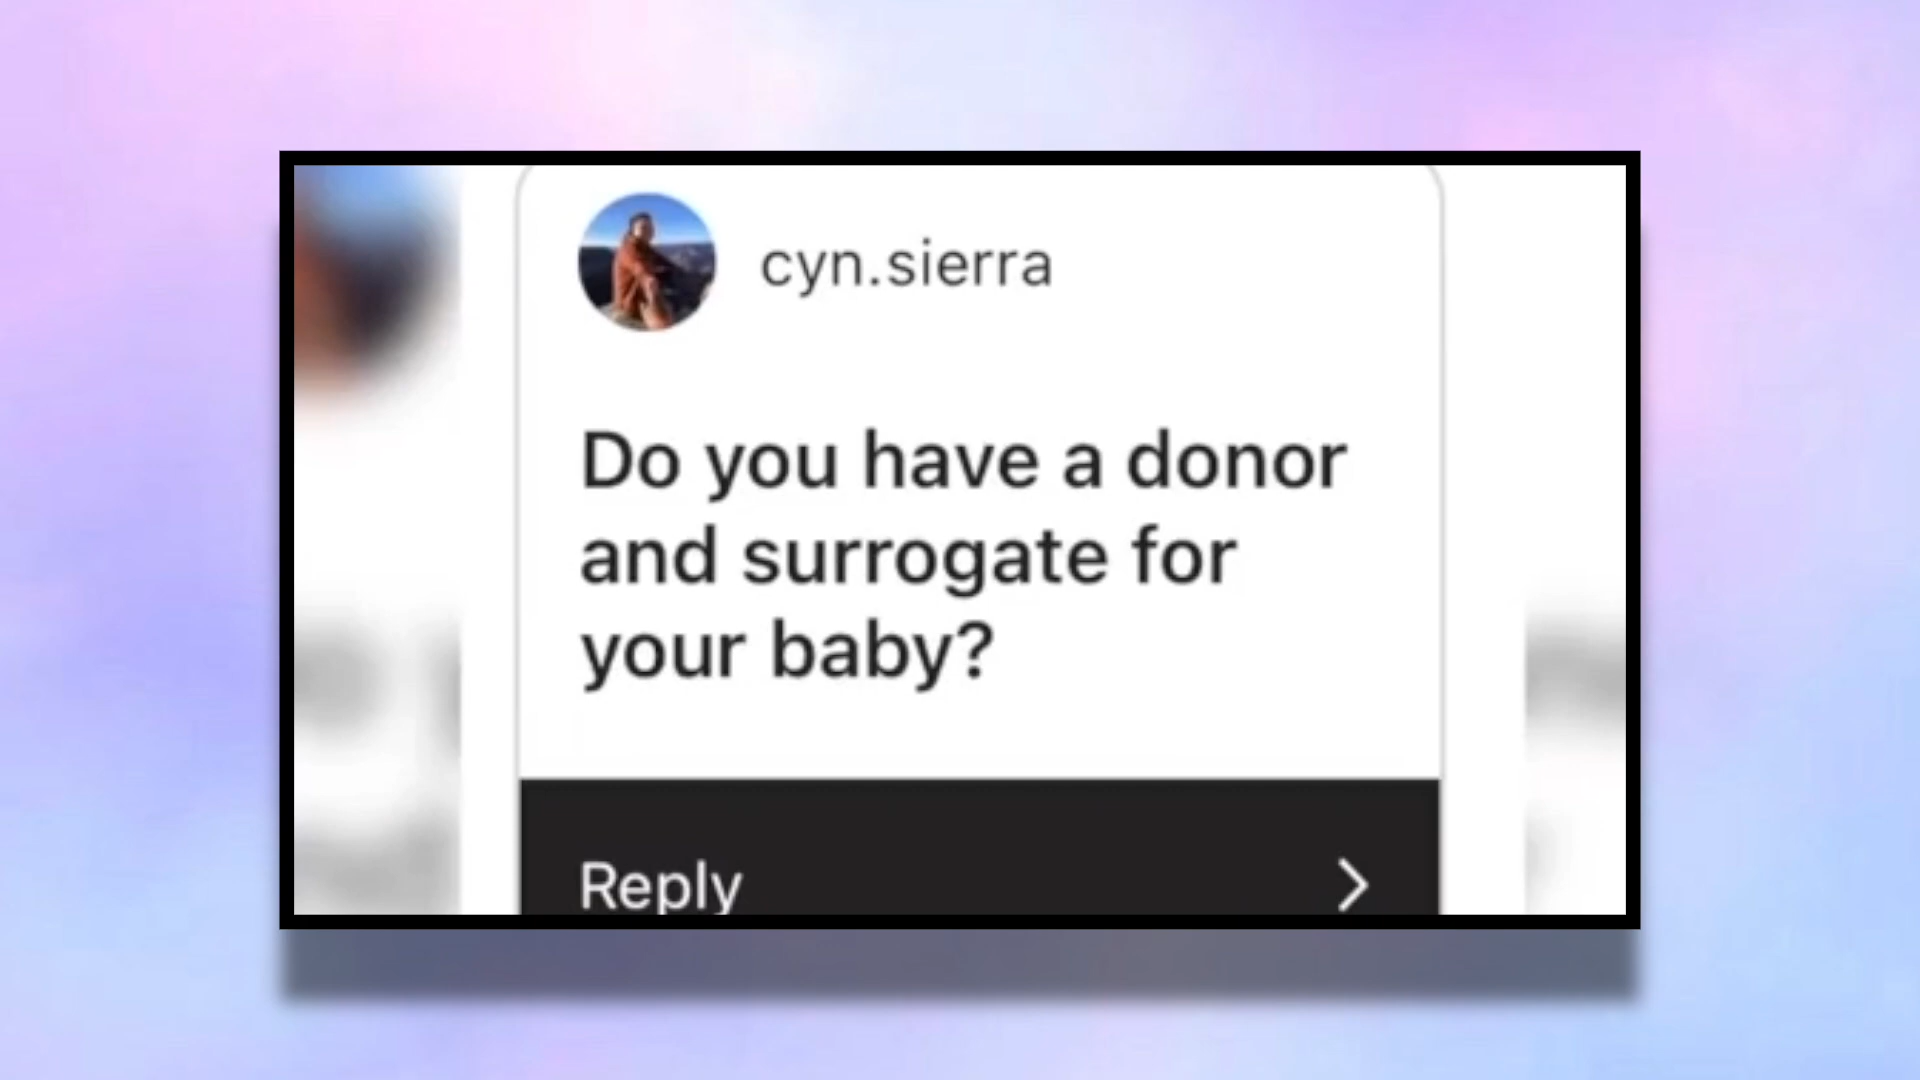 cyn.sierra
Do you have a donor
and surrogate for
your baby?
Reply